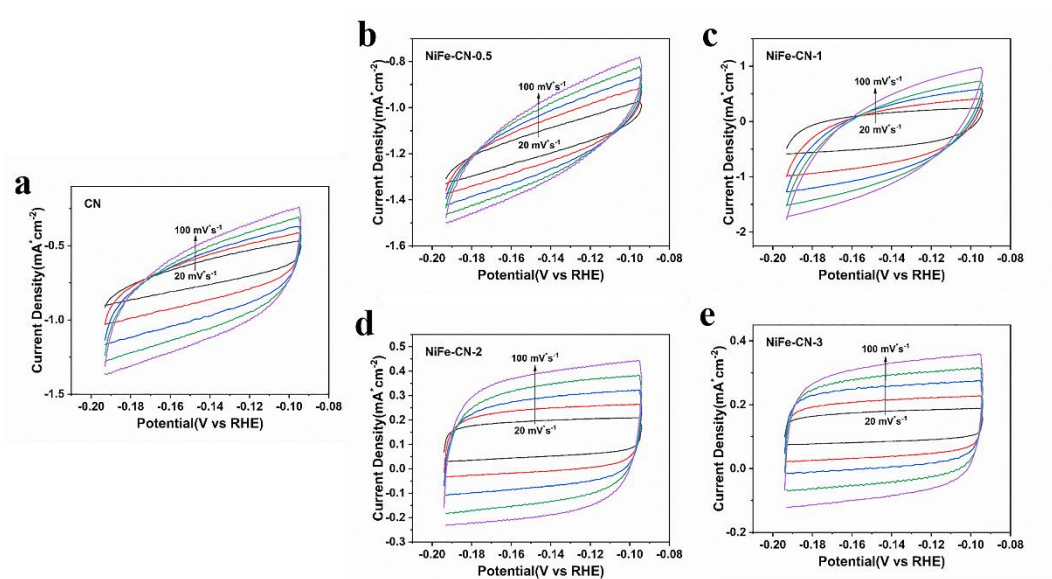 a
CN
100 mV*s-1
20 mV*s-1
-0.5
-1.0
-1.5
-0.20 -0.18 -0.16 -0.14 -0.12 -0.10 -0.08
Potential(V vs RHE)
Current Density(mA*cm-2)
b
NiFe-CN-0.5
100 mV*s-1
20 mV*s-1
-0.8
-1.0
-1.2
-1.4
-1.6
-0.20 -0.18 -0.16 -0.14 -0.12 -0.10 -0.08
Potential(V vs RHE)
Current Density(mA*cm-2)
c
NiFe-CN-1
100 mV*s-1
20 mV*s-1
1
0
-1
-2
-0.20 -0.18 -0.16 -0.14 -0.12 -0.10 -0.08
Potential(V vs RHE)
Current Density(mA*cm-2)
d
NiFe-CN-2
100 mV*s-1
20 mV*s-1
0.5
0.4
0.3
0.2
0.1
0.0
-0.1
-0.2
-0.3
-0.20 -0.18 -0.16 -0.14 -0.12 -0.10 -0.08
Potential(V vs RHE)
Current Density(mA*cm-2)
e
NiFe-CN-3
100 mV*s-1
20 mV*s-1
0.4
0.2
0.0
-0.2
-0.20 -0.18 -0.16 -0.14 -0.12 -0.10 -0.08
Potential(V vs RHE)
Current Density(mA*cm-2)